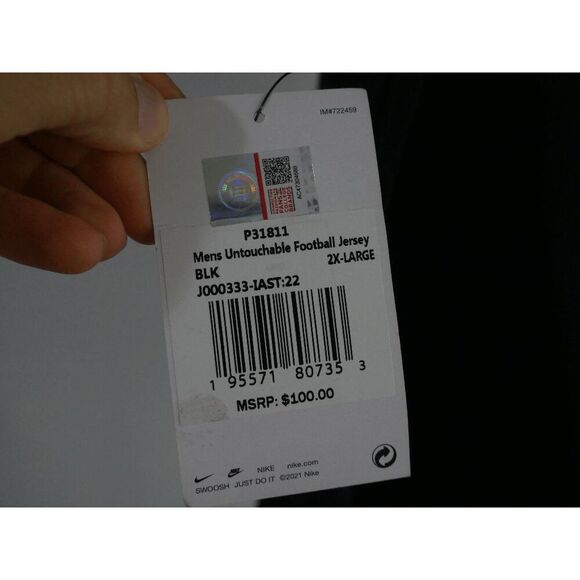 IM#722459
AC47304680
P31811
Mens Untouchable Football Jersey
BLK 2X-LARGE
J000333-IAST:22
1 95571 80735 3
MSRP: $100.00
NIKE nike.com
SWOOSH JUST DO IT ©2021 Nike